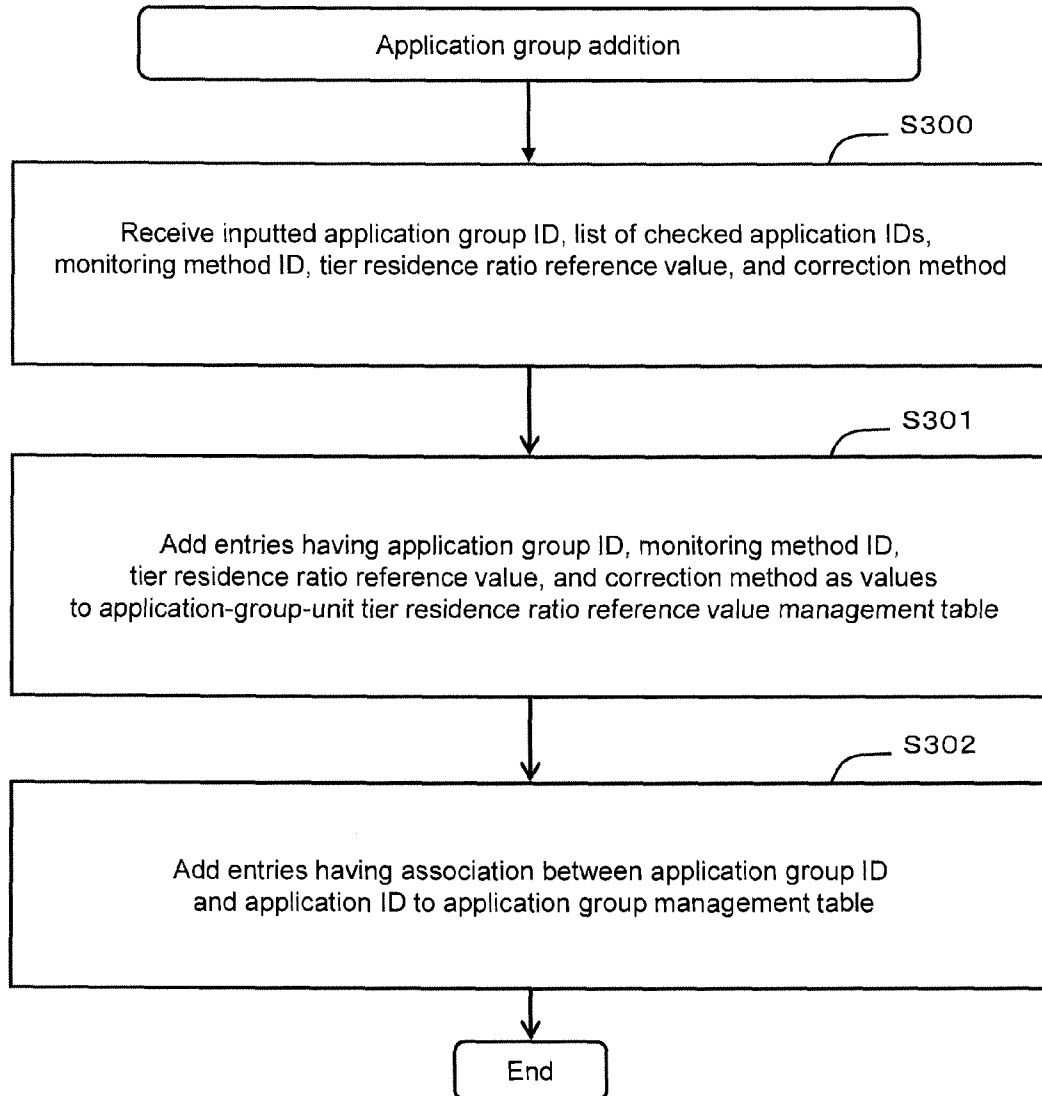 Application group addition
S300
Receive inputted application group ID, list of checked application IDs,
monitoring method ID, tier residence ratio reference value, and correction method
S301
Add entries having application group ID, monitoring method ID,
tier residence ratio reference value, and correction method as values
to application-group-unit tier residence ratio reference value management table
S302
Add entries having association between application group ID
and application ID to application group management table
End